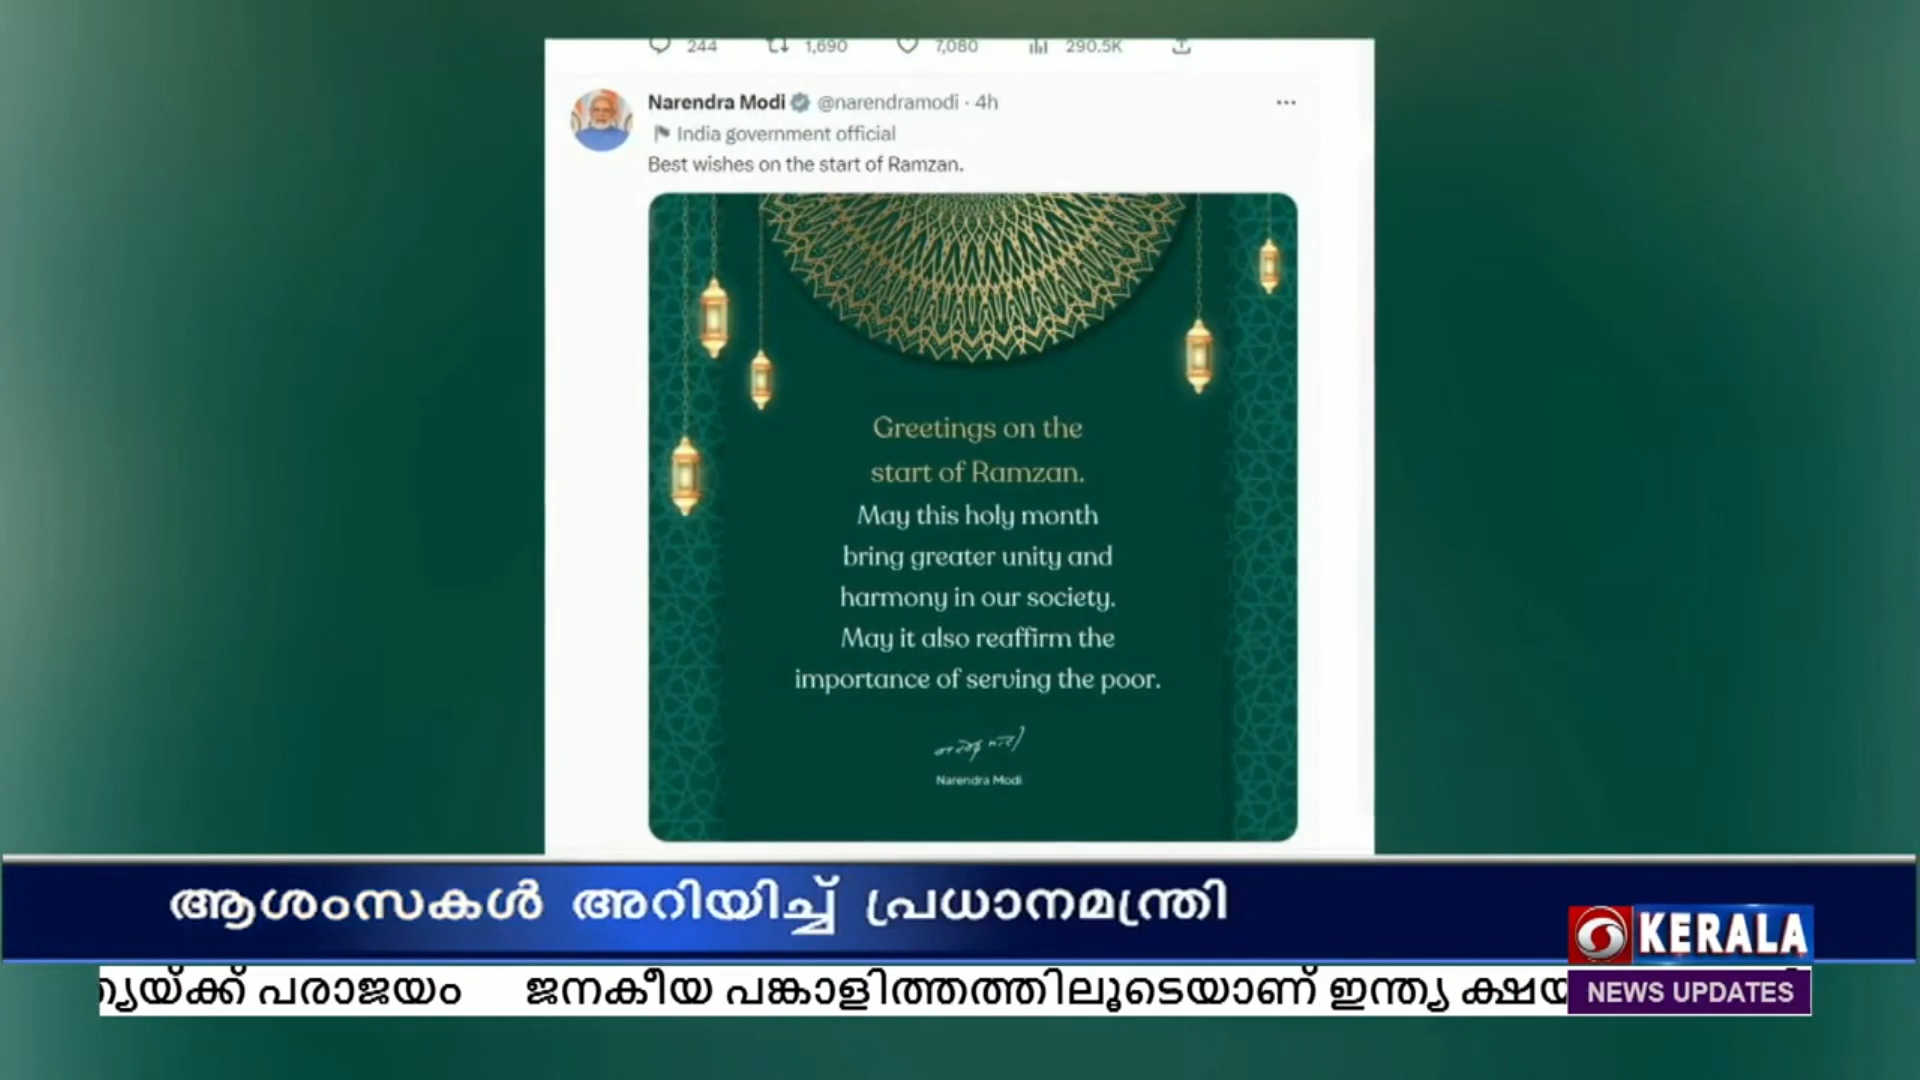 244 1,690 7,080 290.5K
Narendra Modi @narendramodi · 4h
India government official
Best wishes on the start of Ramzan.
Greetings on the
start of Ramzan.
May this holy month
bring greater unity and
harmony in our society.
May it also reaffirm the
importance of serving the poor.
Narendra Modi
ആശംസകൾ അറിയിച്ച് പ്രധാനമന്ത്രി
KERALA
പരാജയം ജനകീയ പങ്കാളിത്തത്തിലൂടെയാണ് ഇന്ത്യ
NEWS UPDATES